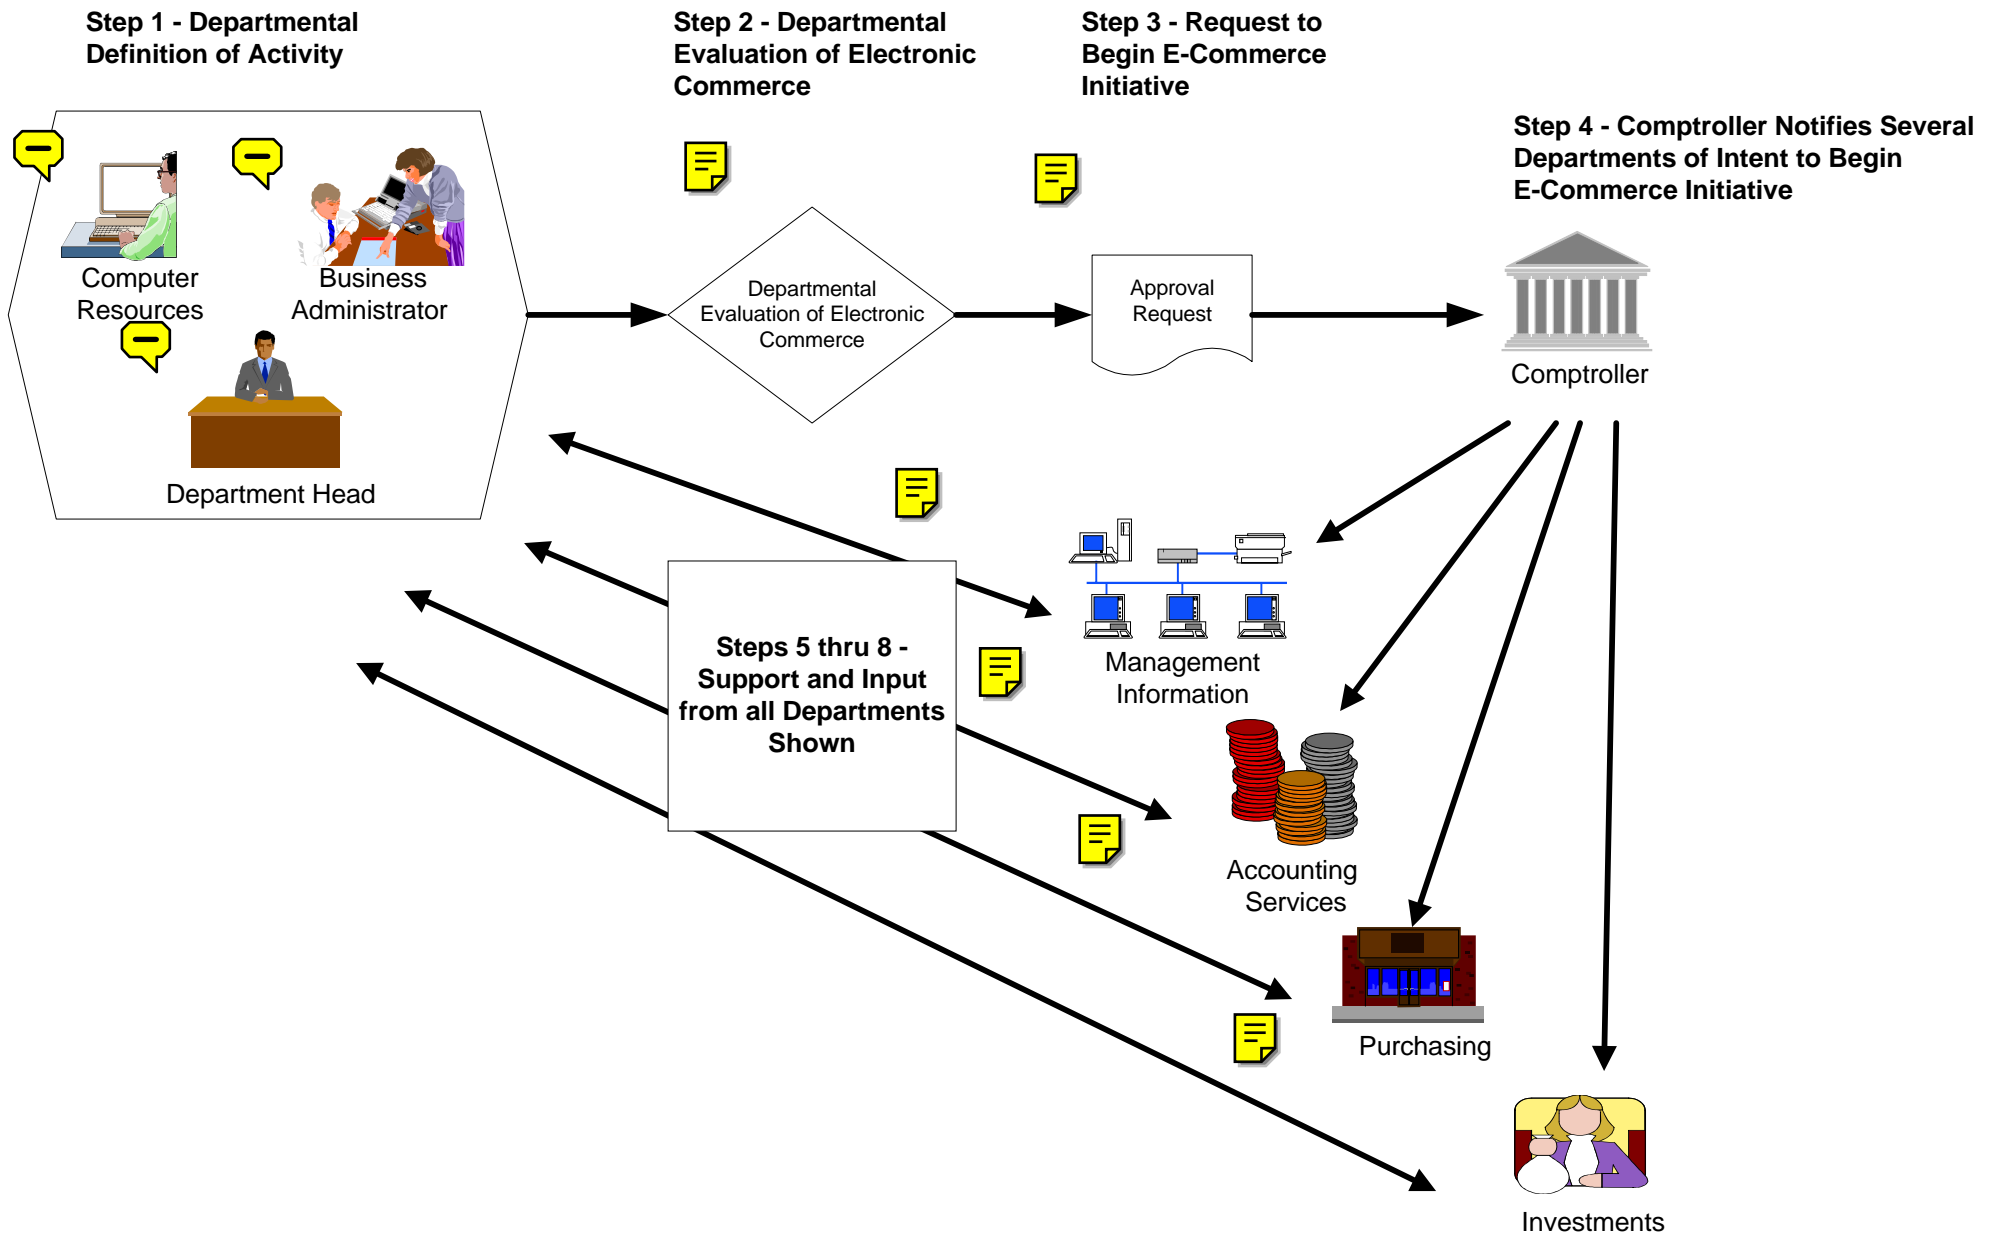 Step 1 - Departmental
Definition of Activity
Step 2 - Departmental
Evaluation of Electronic
Commerce
Step 3 - Request to
Begin E-Commerce
Initiative
Step 4 - Comptroller Notifies Several
Departments of Intent to Begin
E-Commerce Initiative
Computer
Resources
Business
Administrator
Department Head
Departmental
Evaluation of Electronic
Commerce
Approval
Request
Comptroller
Steps 5 thru 8 -
Support and Input
from all Departments
Shown
Management
Information
Accounting
Services
Purchasing
Investments